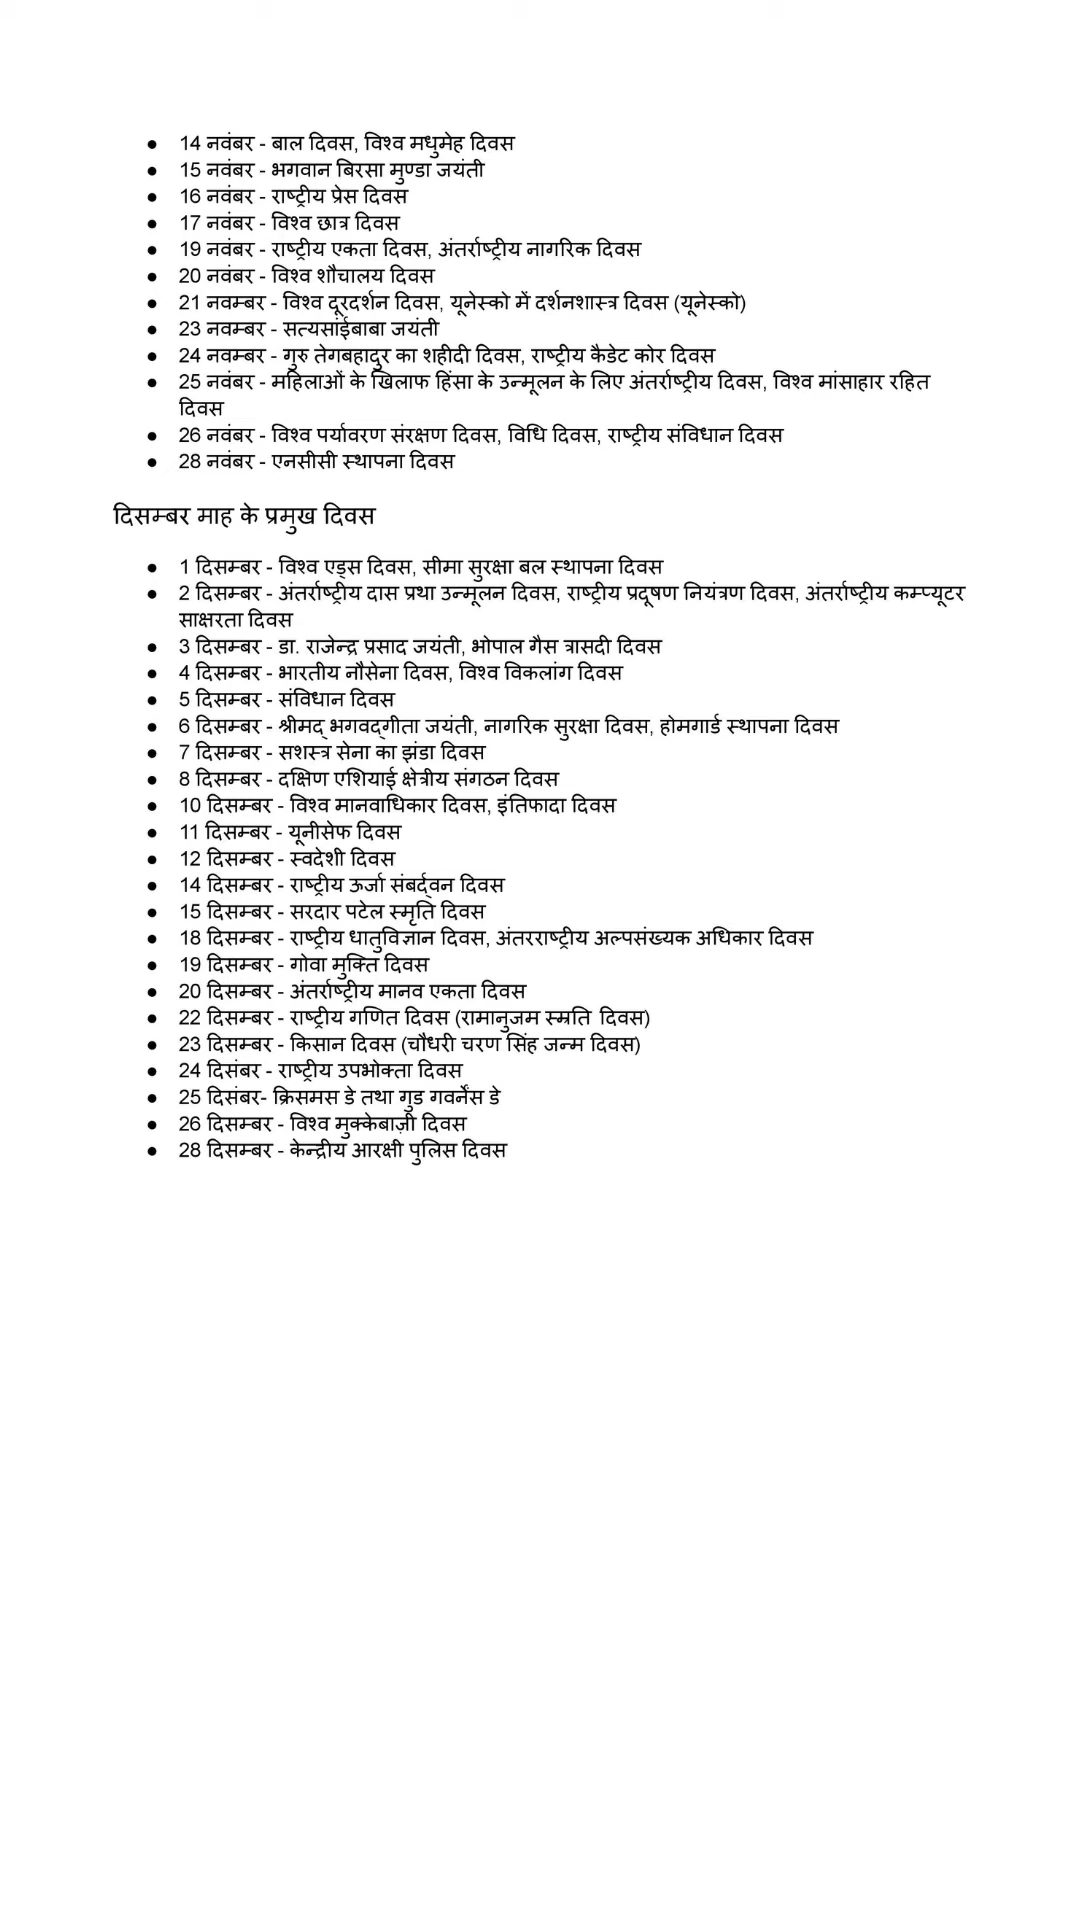 ● 14 नवंबर - बाल दिवस, विश्व मधुमेह दिवस
● 15 नवंबर - भगवान बिरसा मुण्डा जयंती
● 16 नवंबर - राष्ट्रीय प्रेस दिवस
● 17 नवंबर - विश्व छात्र दिवस
● 19 नवंबर - राष्ट्रीय एकता दिवस, अंतर्राष्ट्रीय नागरिक दिवस
● 20 नवंबर - विश्व शौचालय दिवस
● 21 नवम्बर - विश्व दूरदर्शन दिवस, यूनेस्को में दर्शनशास्त्र दिवस (यूनेस्को)
● 23 नवम्बर - सत्यसांईबाबा जयंती
● 24 नवम्बर - गुरु तेगबहादुर का शहीदी दिवस, राष्ट्रीय कैडेट कोर दिवस
● 25 नवंबर - महिलाओं के खिलाफ हिंसा के उन्मूलन के लिए अंतर्राष्ट्रीय दिवस, विश्व मांसाहार रहित
दिवस
● 26 नवंबर - विश्व पर्यावरण संरक्षण दिवस, विधि दिवस, राष्ट्रीय संविधान दिवस
● 28 नवंबर - एनसीसी स्थापना दिवस
दिसम्बर माह के प्रमुख दिवस
● 1 दिसम्बर - विश्व एड्स दिवस, सीमा सुरक्षा बल स्थापना दिवस
● 2 दिसम्बर - अंतर्राष्ट्रीय दास प्रथा उन्मूलन दिवस, राष्ट्रीय प्रदूषण नियंत्रण दिवस, अंतर्राष्ट्रीय कम्प्यूटर
साक्षरता दिवस
● 3 दिसम्बर - डा. राजेन्द्र प्रसाद जयंती, भोपाल गैस त्रासदी दिवस
● 4 दिसम्बर - भारतीय नौसेना दिवस, विश्व विकलांग दिवस
● 5 दिसम्बर - संविधान दिवस
● 6 दिसम्बर - श्रीमद् भगवद्गीता जयंती, नागरिक सुरक्षा दिवस, होमगार्ड स्थापना दिवस
● 7 दिसम्बर - सशस्त्र सेना का झंडा दिवस
● 8 दिसम्बर - दक्षिण एशियाई क्षेत्रीय संगठन दिवस
● 10 दिसम्बर - विश्व मानवाधिकार दिवस, इंतिफादा दिवस
● 11 दिसम्बर - यूनीसेफ दिवस
● 12 दिसम्बर - स्वदेशी दिवस
● 14 दिसम्बर - राष्ट्रीय ऊर्जा संबर्द्वन दिवस
● 15 दिसम्बर - सरदार पटेल स्मृति दिवस
● 18 दिसम्बर - राष्ट्रीय धातुविज्ञान दिवस, अंतरराष्ट्रीय अल्पसंख्यक अधिकार दिवस
● 19 दिसम्बर - गोवा मुक्ति दिवस
● 20 दिसम्बर - अंतर्राष्ट्रीय मानव एकता दिवस
● 22 दिसम्बर - राष्ट्रीय गणित दिवस (रामानुजम स्म्रति दिवस)
● 23 दिसम्बर - किसान दिवस (चौधरी चरण सिंह जन्म दिवस)
● 24 दिसंबर - राष्ट्रीय उपभोक्ता दिवस
● 25 दिसंबर- क्रिसमस डे तथा गुड गवर्नेंस डे
● 26 दिसम्बर - विश्व मुक्केबाज़ी दिवस
● 28 दिसम्बर - केन्द्रीय आरक्षी पुलिस दिवस